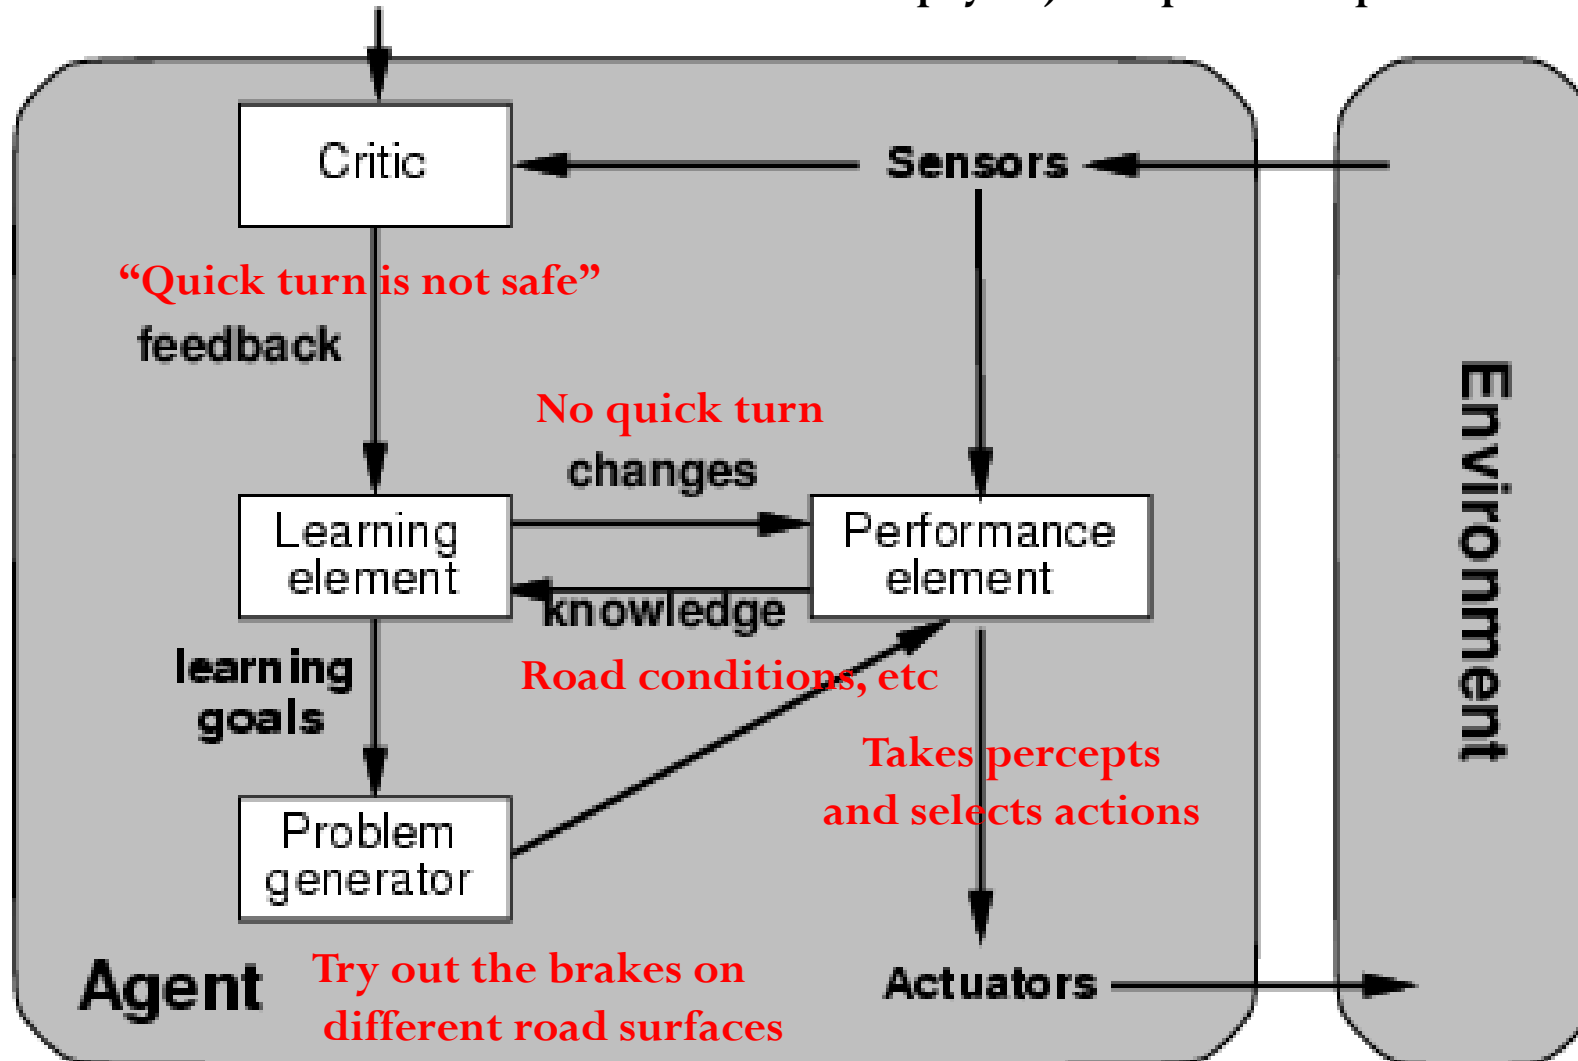 Critic
Sensors
“Quick turn is not safe”
feedback
No quick turn
changes
Learning
element
Performance
element
knowledge
Road conditions, etc
learning
goals
Takes percepts
and selects actions
Problem
generator
Agent
Try out the brakes on
different road surfaces
Actuators
Environment